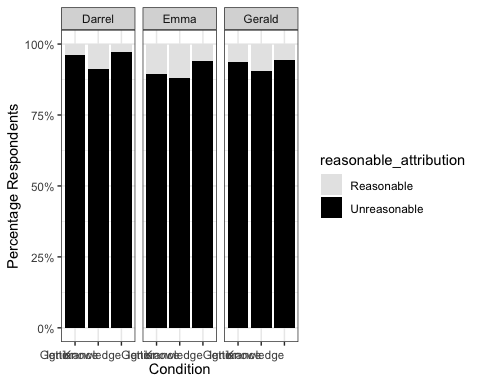 Darrel
Emma
Gerald
100%
75%
50%
25%
0%
Percentage Respondents
Condition
reasonable_attribution
Reasonable
Unreasonable